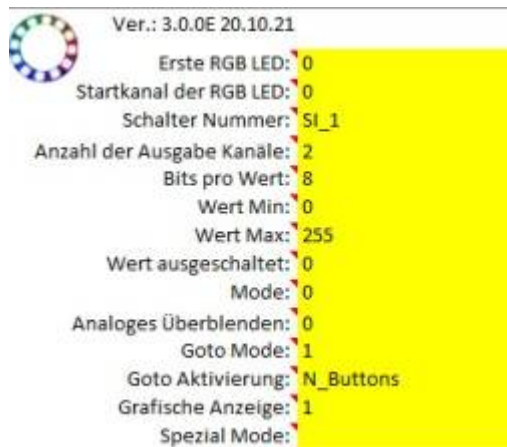 Ver.: 3.0.0E 20.10.21
Erste RGB LED: 0
Startkanal der RGB LED: 0
Schalter Nummer: SI_1
Anzahl der Ausgabe Kanäle: 2
Bits pro Wert: 8
Wert Min: 0
Wert Max: 255
Wert ausgeschaltet: 0
Mode: 0
Analoges Überblenden: 0
Goto Mode: 1
Goto Aktivierung: N_Buttons
Grafische Anzeige: 1
Spezial Mode: